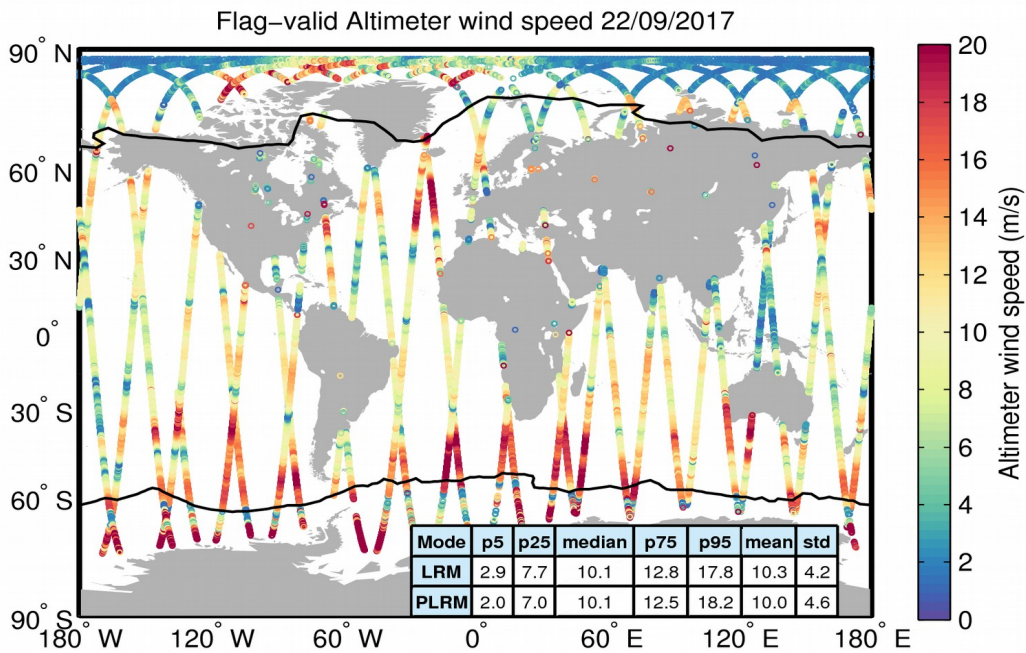 Flag−valid Altimeter wind speed 22/09/2017
90° N
60° N
30° N
0°
30° S
60° S
90° S
180° W
120° W
60° W
0°
60° E
120° E
180° E
Mode p5 p25 median p75 p95 mean std
LRM 2.9 7.7 10.1 12.8 17.8 10.3 4.2
PLRM 2.0 7.0 10.1 12.5 18.2 10.0 4.6
20
18
16
14
12
10
8
6
4
2
0
Altimeter wind speed (m/s)